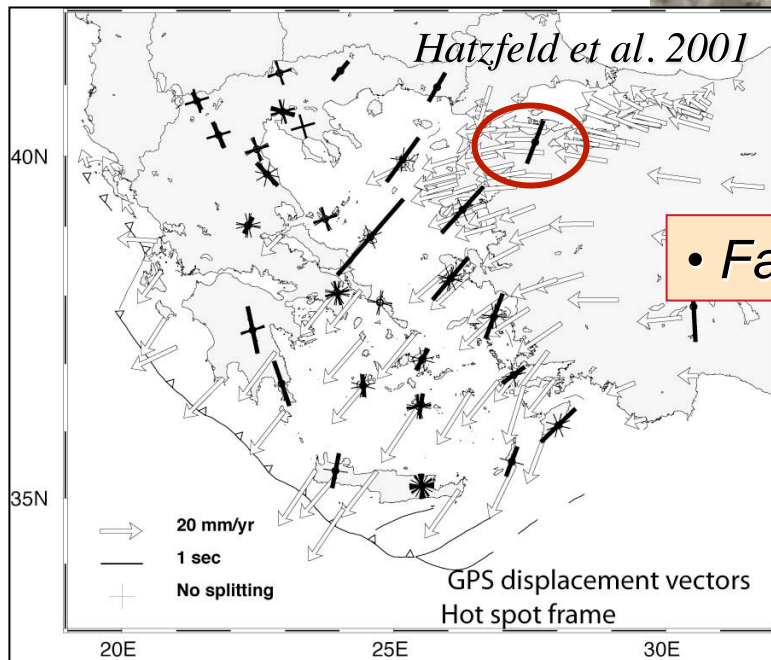 Hatzfeld et al. 2001
40N
• Fa
35N
20 mm/yr
1 sec
No splitting
GPS displacement vectors
Hot spot frame
20E
25E
30E